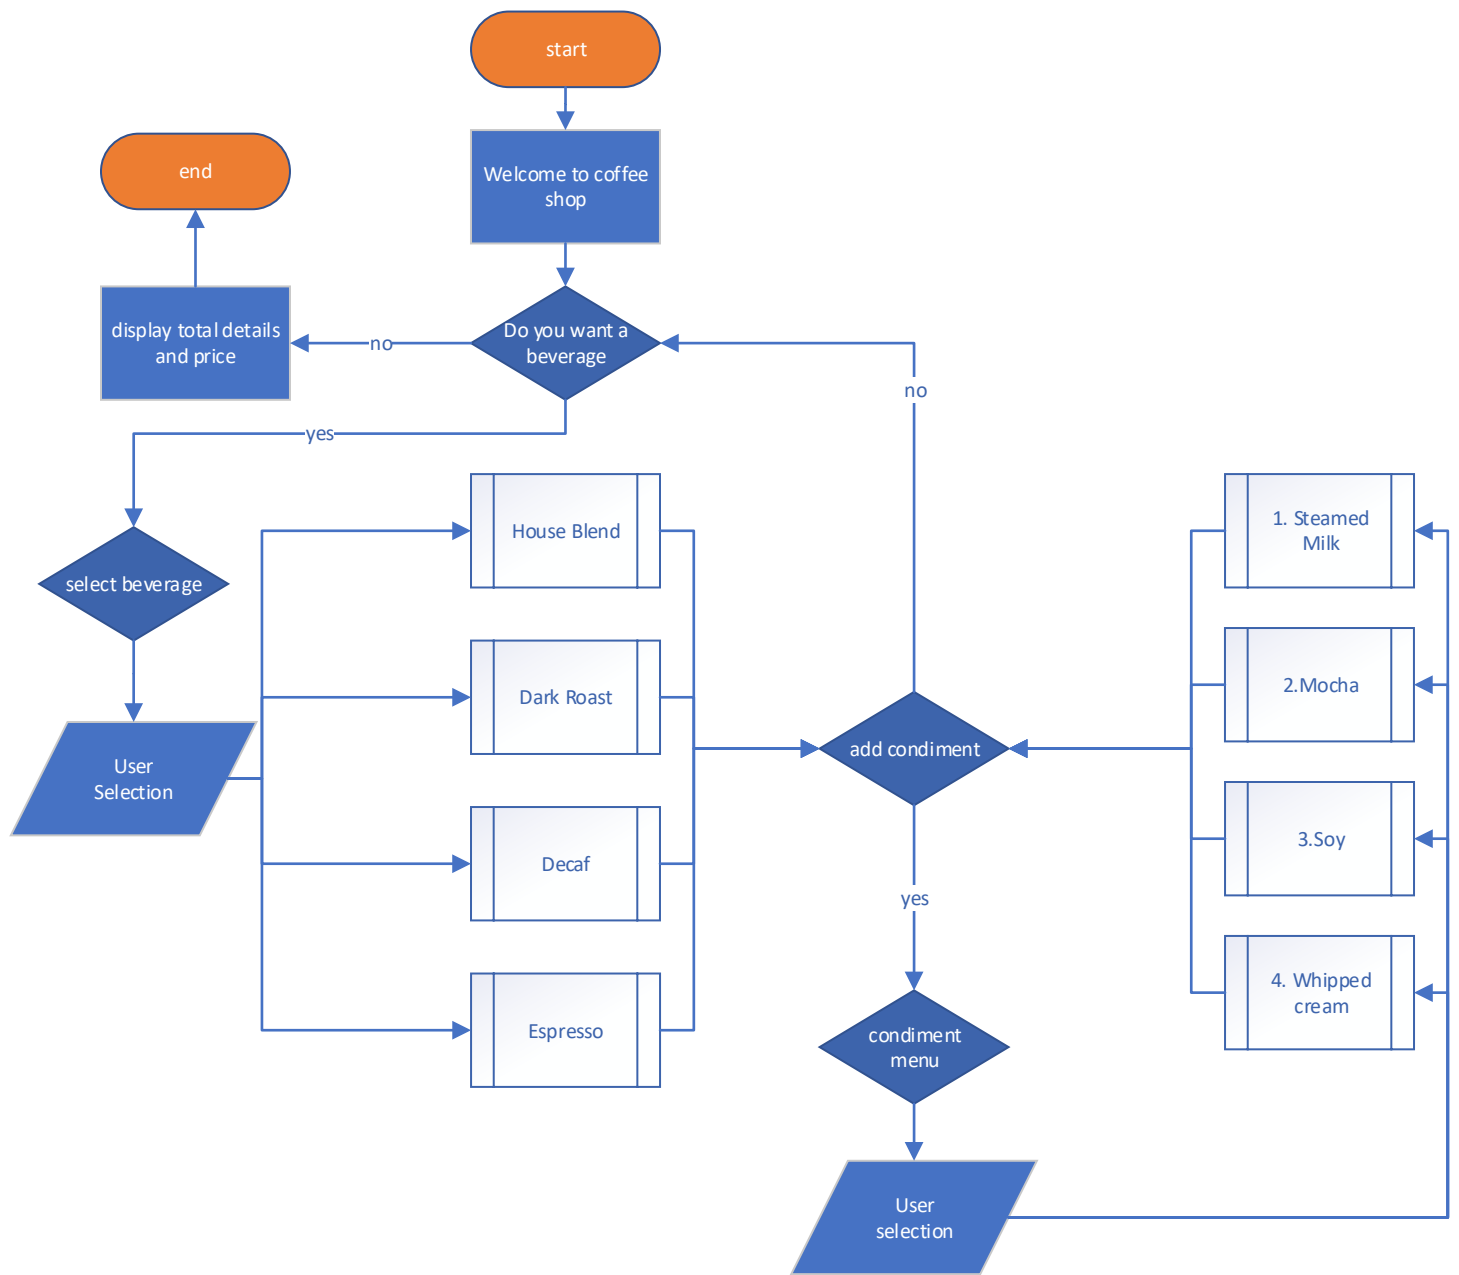 start
end
Welcome to coffee
shop
display total details
and price
no
Do you want a
beverage
no
yes
select beverage
House Blend
1. Steamed
Milk
Dark Roast
2.Mocha
User
Selection
add condiment
Decaf
3.Soy
yes
Espresso
4. Whipped
cream
condiment
menu
User
selection